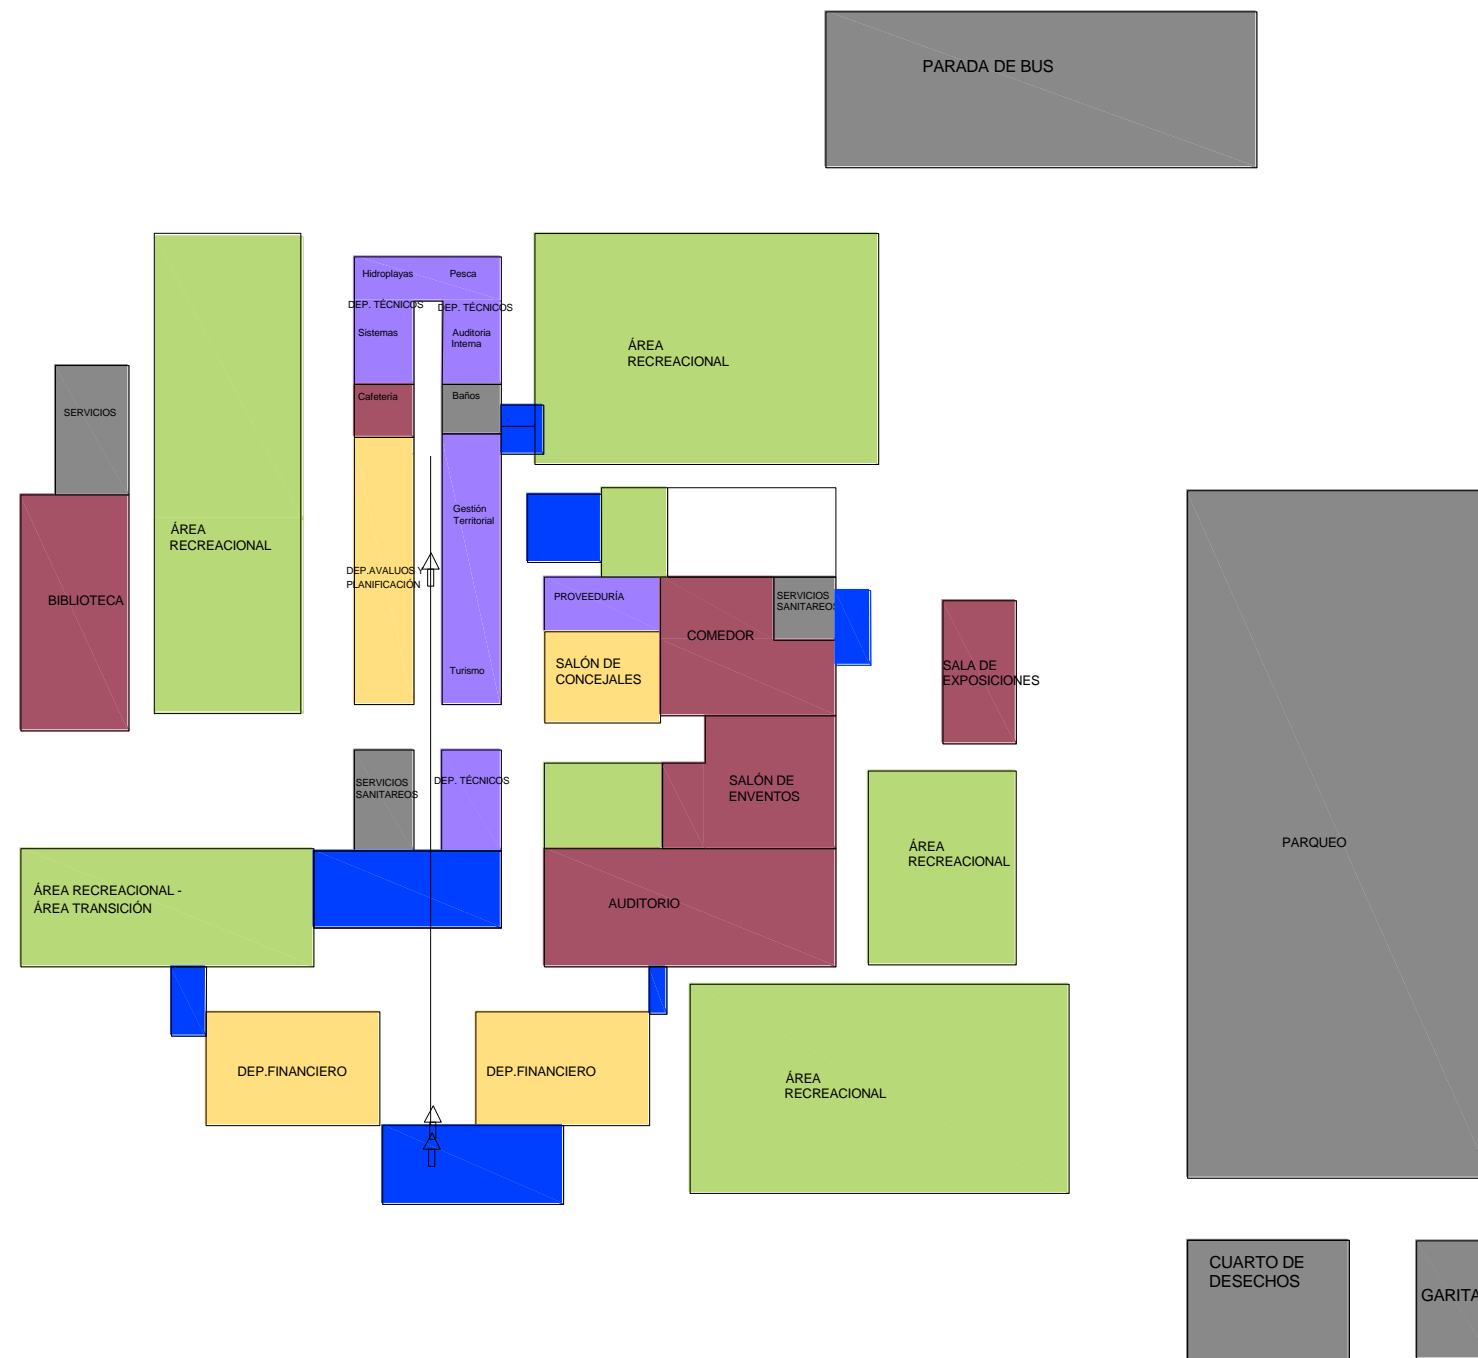 PARADA DE BUS
Hidroplayas
Pesca
DEP. TÉCNICOS
DEP. TÉCNICOS
Sistemas
Auditoria
Interna
ÁREA
RECREACIONAL
Cafetería
Baños
SERVICIOS
Gestión
Territorial
ÁREA
RECREACIONAL
DEP.AVALUOS Y
PLANIFICACIÓN
BIBLIOTECA
PROVEEDURÍA
SERVICIOS
SANITAREOS
COMEDOR
SALÓN DE
CONCEJALES
Turismo
SALA DE
EXPOSICIONES
SERVICIOS
SANITAREOS
DEP. TÉCNICOS
SALÓN DE
ENVENTOS
ÁREA
RECREACIONAL
PARQUEO
ÁREA RECREACIONAL -
ÁREA TRANSICIÓN
AUDITORIO
DEP.FINANCIERO
DEP.FINANCIERO
ÁREA
RECREACIONAL
CUARTO DE
DESECHOS
GARITA